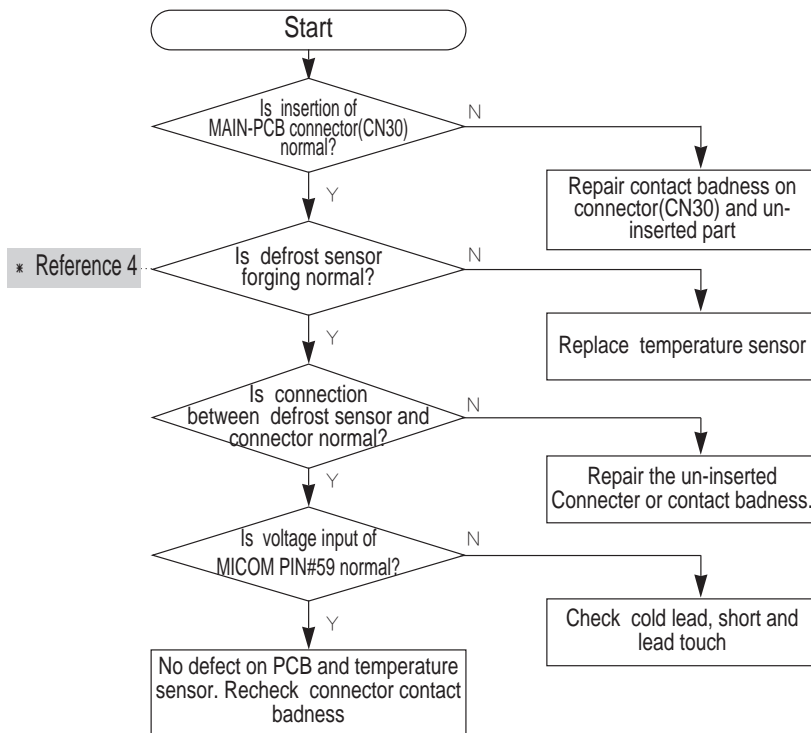 Start
Is insertion of
MAIN-PCB connector(CN30)
normal?
N
Y
Repair contact badness on
connector(CN30) and un-
inserted part
* Reference 4
Is defrost sensor
forging normal?
N
Y
Replace temperature sensor
Is connection
between defrost sensor and
connector normal?
N
Y
Repair the un-inserted
Connecter or contact badness.
Is voltage input of
MICOM PIN#59 normal?
N
Y
Check cold lead, short and
lead touch
No defect on PCB and temperature
sensor. Recheck connector contact
badness